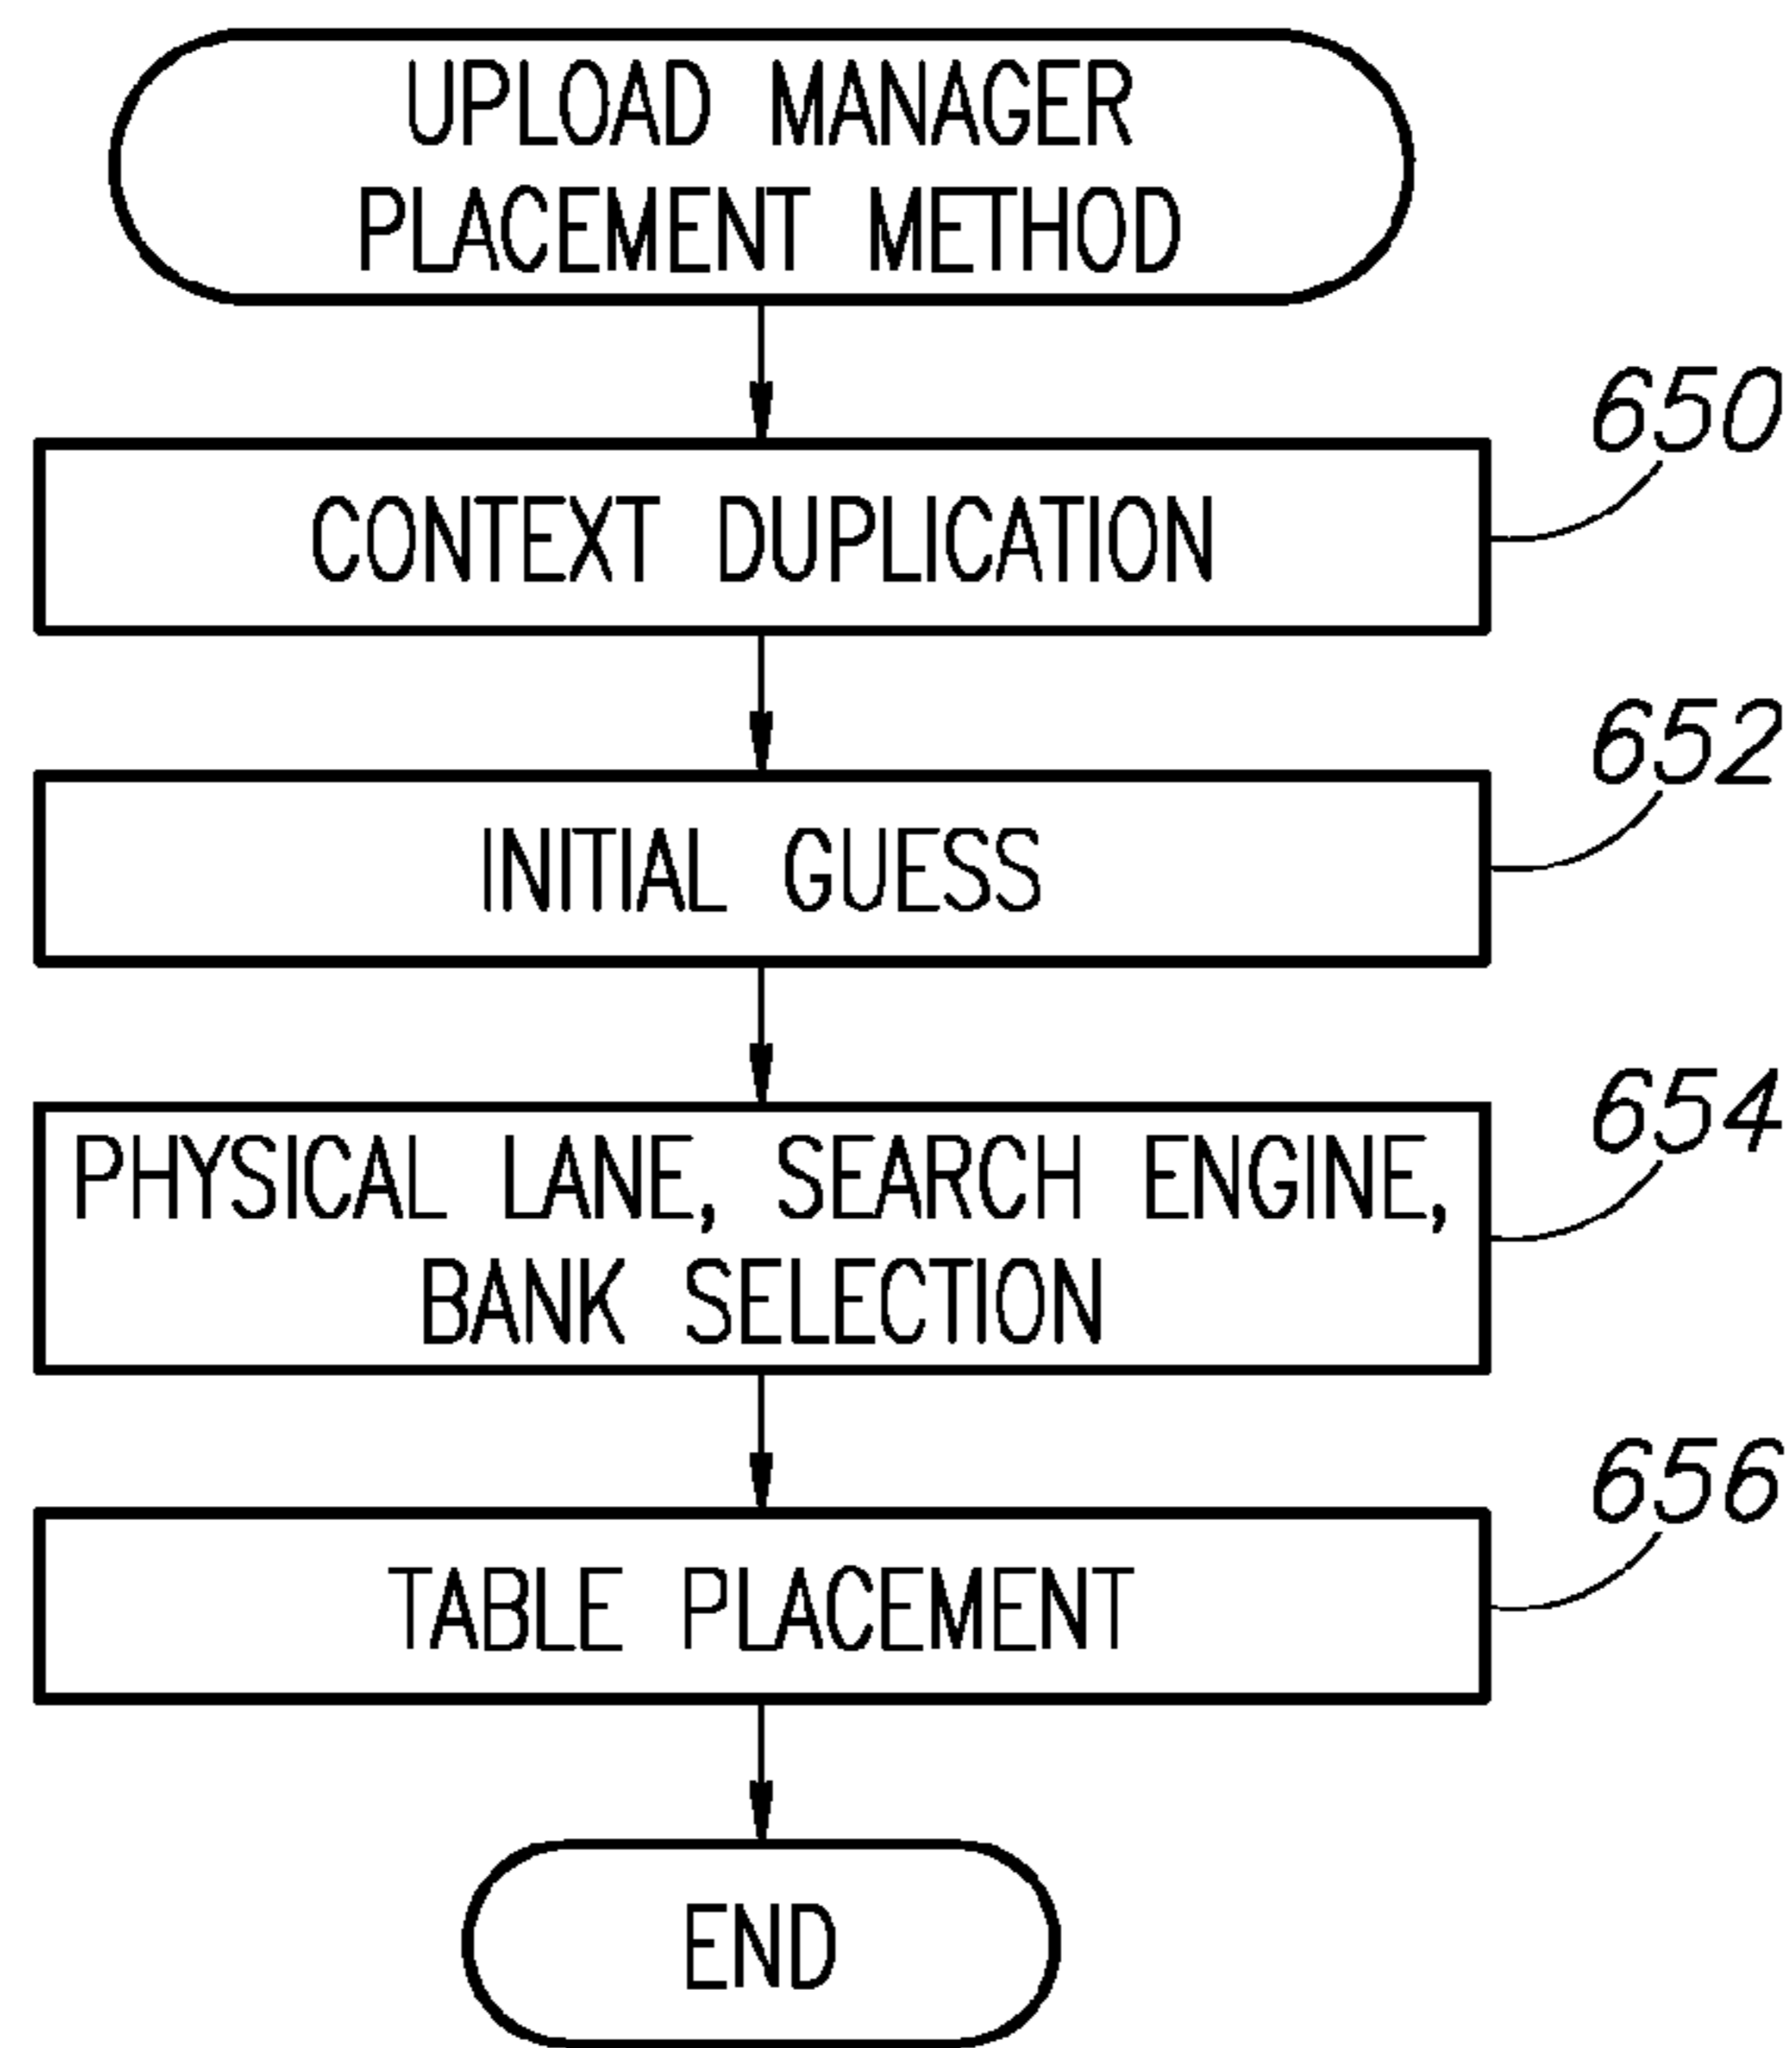 UPLOAD MANAGER
PLACEMENT METHOD
650
CONTEXT DUPLICATION
652
INITIAL GUESS
654
PHYSICAL LANE, SEARCH ENGINE,
BANK SELECTION
656
TABLE PLACEMENT
END